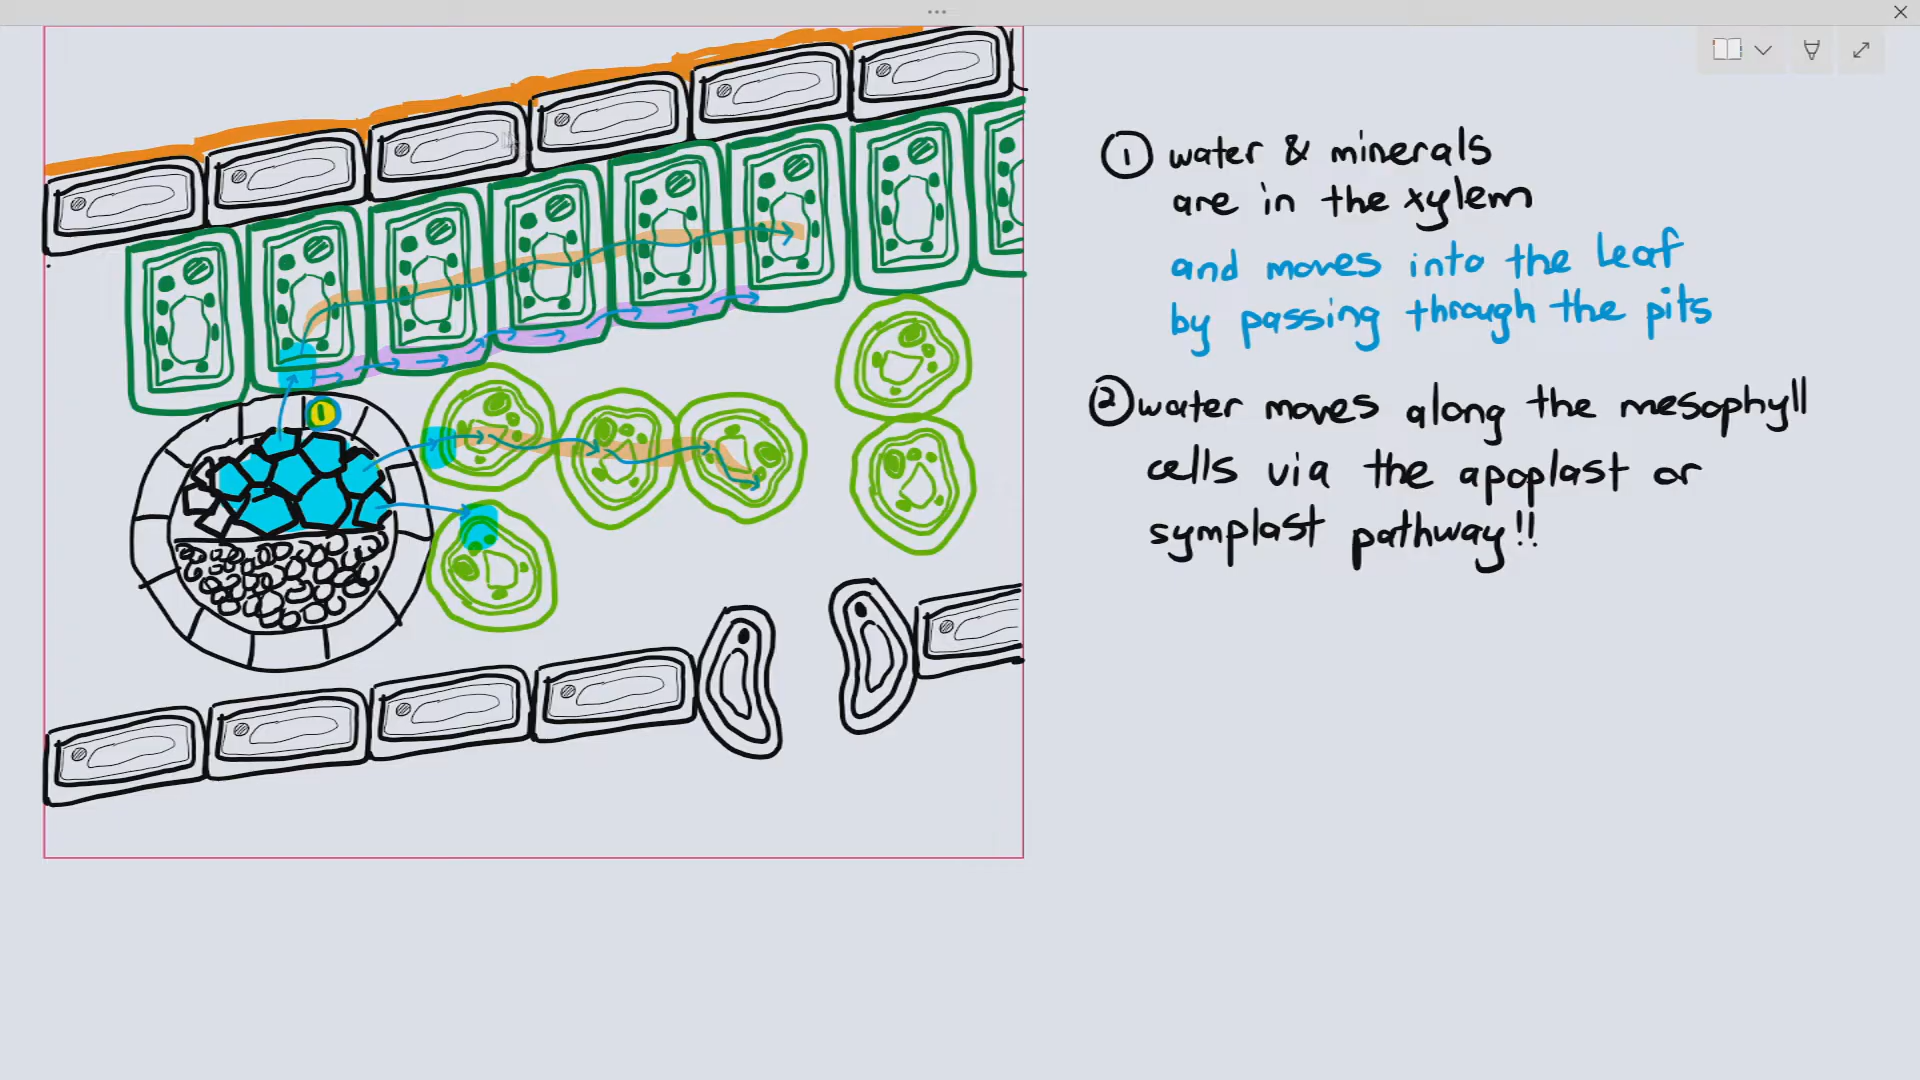 ① water & minerals
are in the xylem
and moves into the leaf
by passing through the pits
② water moves along the mesophyll
cells via the apoplast or
symplast pathway!!
1